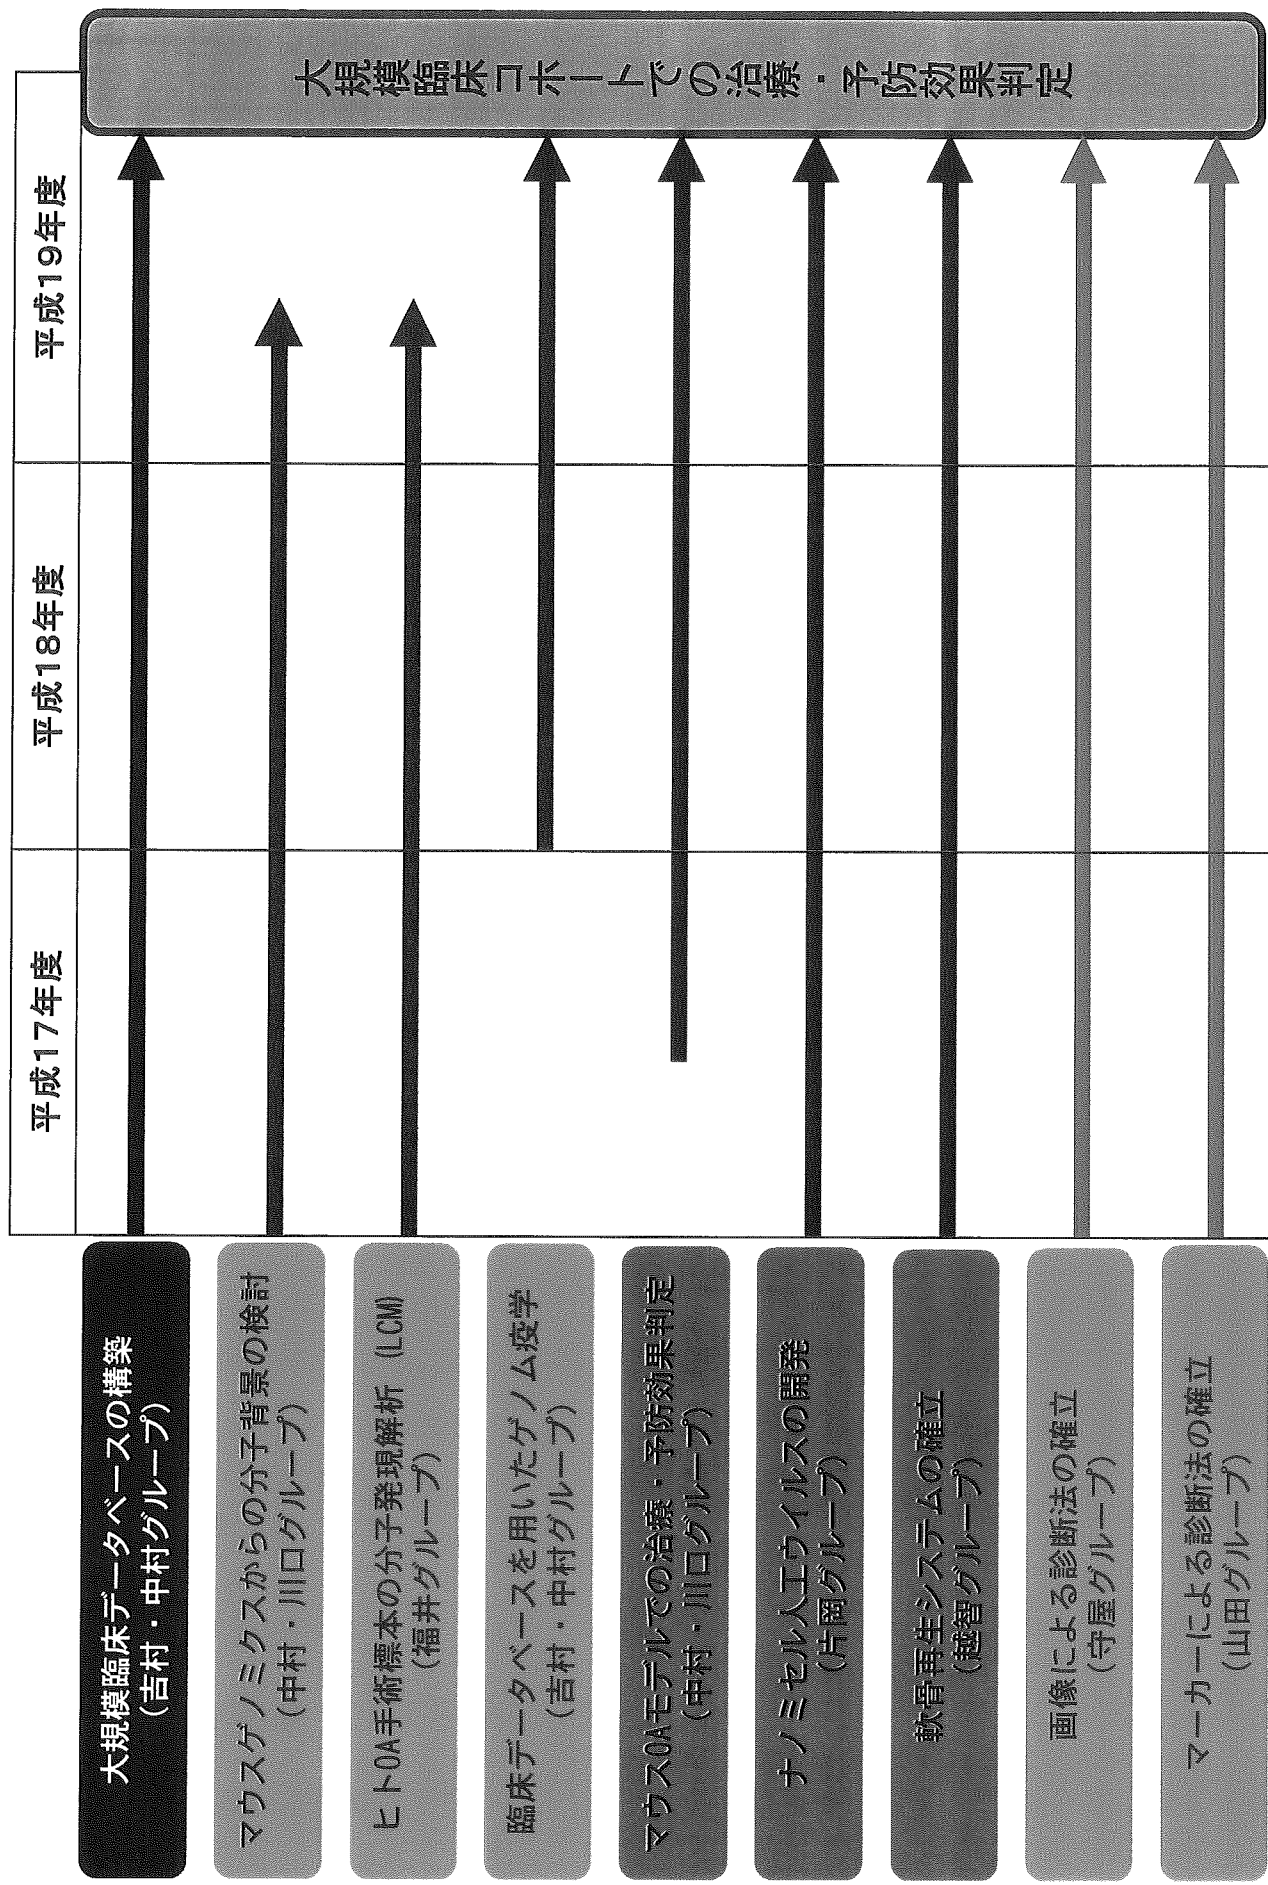 平成17年度
平成18年度
平成19年度
大規模臨床データベースの構築
(吉村・中村グループ)
マウスゲノミクスからの分子背景の検討
(中村・川口グループ)
ヒトOA手術標本の分子発現解析 (LCM)
(福井グループ)
臨床データベースを用いたゲノム疫学
(吉村・中村グループ)
マウスOAモデルでの治療・予防効果判定
(中村・川口グループ)
ナノミセル人工ウイルスの開発
(片岡グループ)
軟骨再生システムの確立
(越智グループ)
画像による診断法の確立
(守屋グループ)
マーカーによる診断法の確立
(山田グループ)
大規模臨床コホートでの治療・予防効果判定